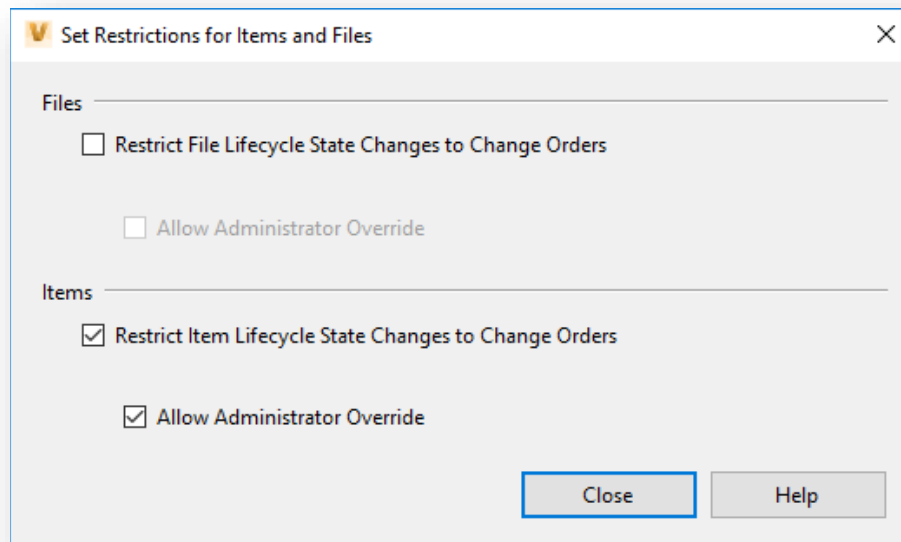 Set Restrictions for Items and Files
Files
Restrict File Lifecycle State Changes to Change Orders
Allow Administrator Override
Items
Restrict Item Lifecycle State Changes to Change Orders
Allow Administrator Override
Close
Help